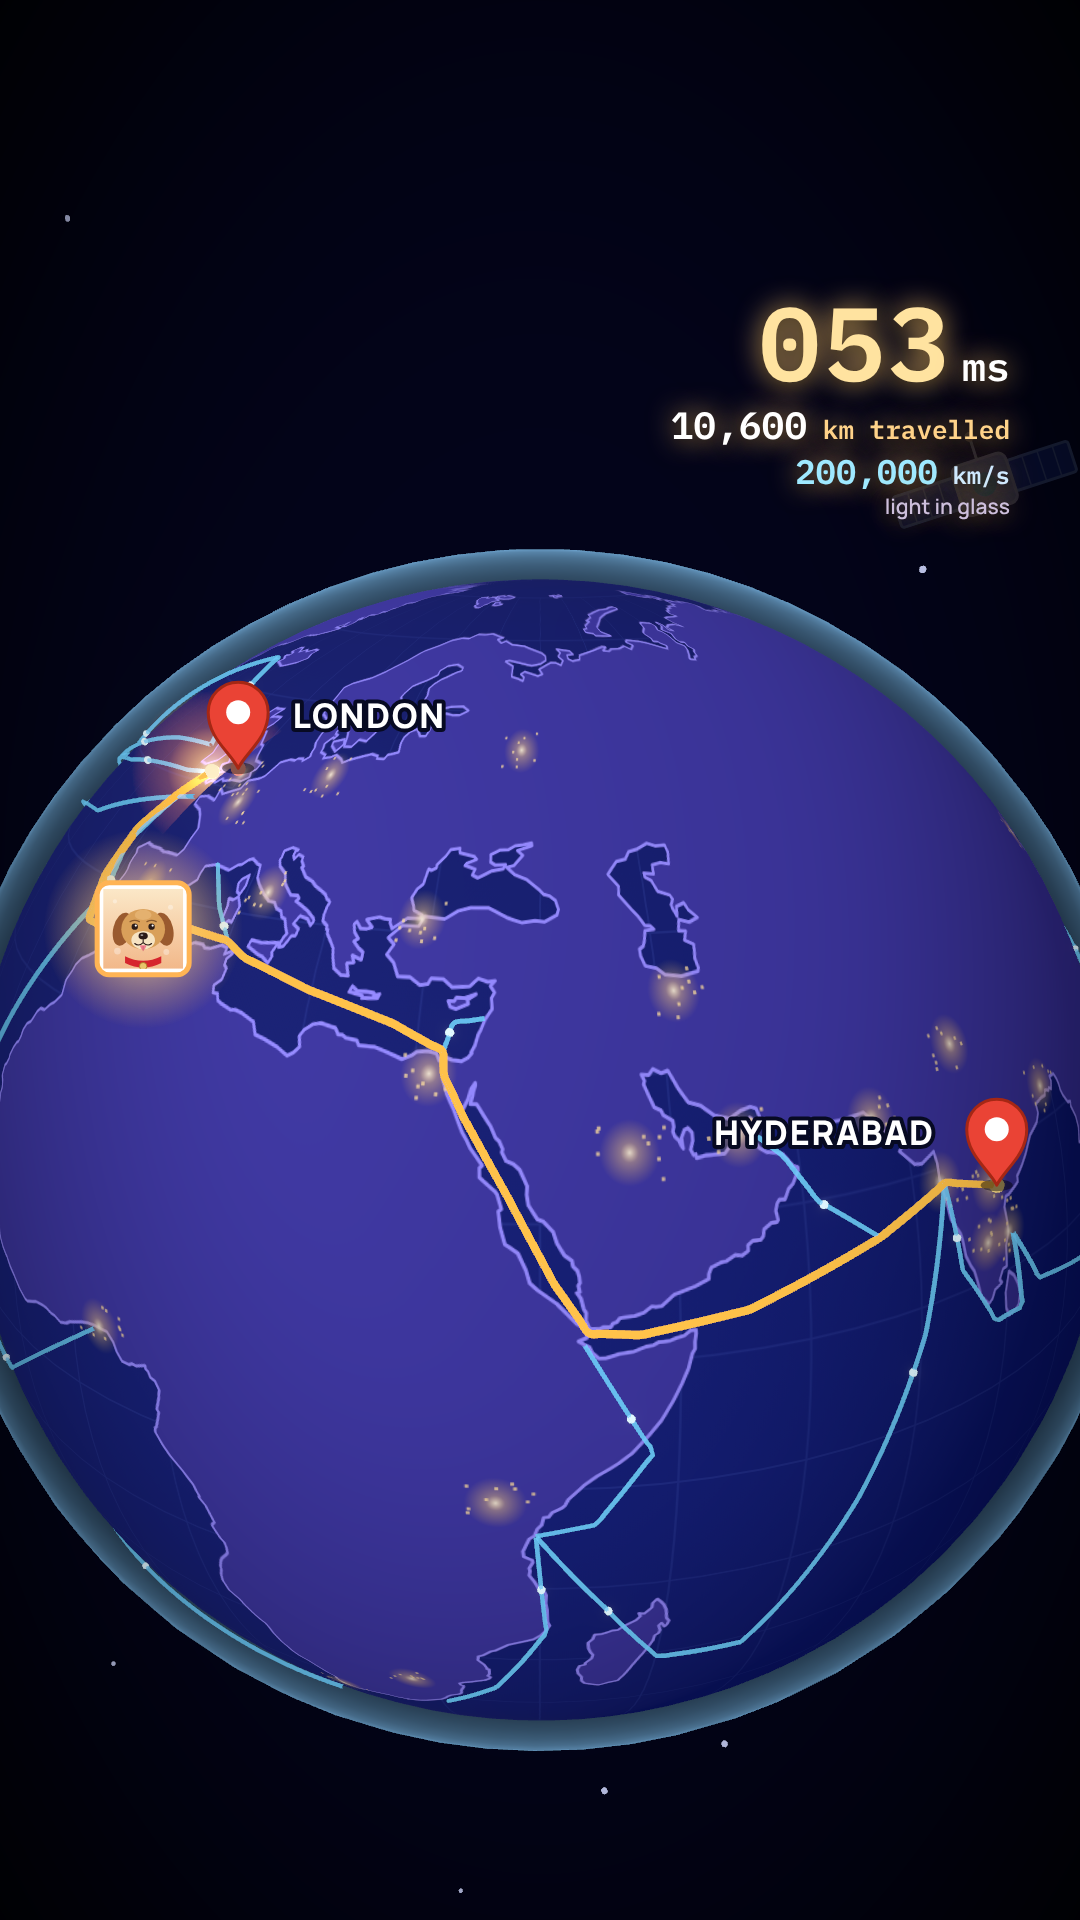 053 ms
10,600 km travelled
200,000 km/s
light in glass
LONDON
HYDERABAD